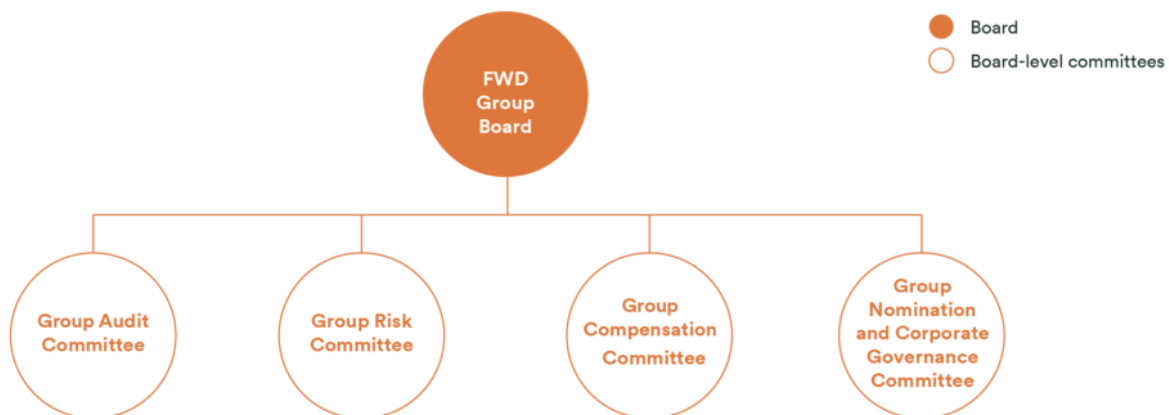 FWD
Group
Board
Board
Board-level committees
Group Audit
Committee
Group Risk
Committee
Group
Compensation
Committee
Group
Nomination
and Corporate
Governance
Committee